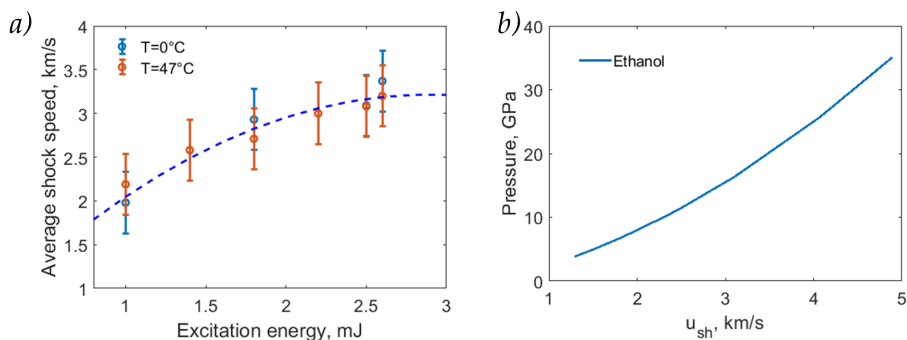 a)
Average shock speed, km/s
4
3.5
3
2.5
2
1.5
1
T=0°C
T=47°C
1
1.5
2
2.5
3
Excitation energy, mJ
b)
Pressure, GPa
40
30
20
10
0
Ethanol
1
2
3
4
5
u_sh, km/s